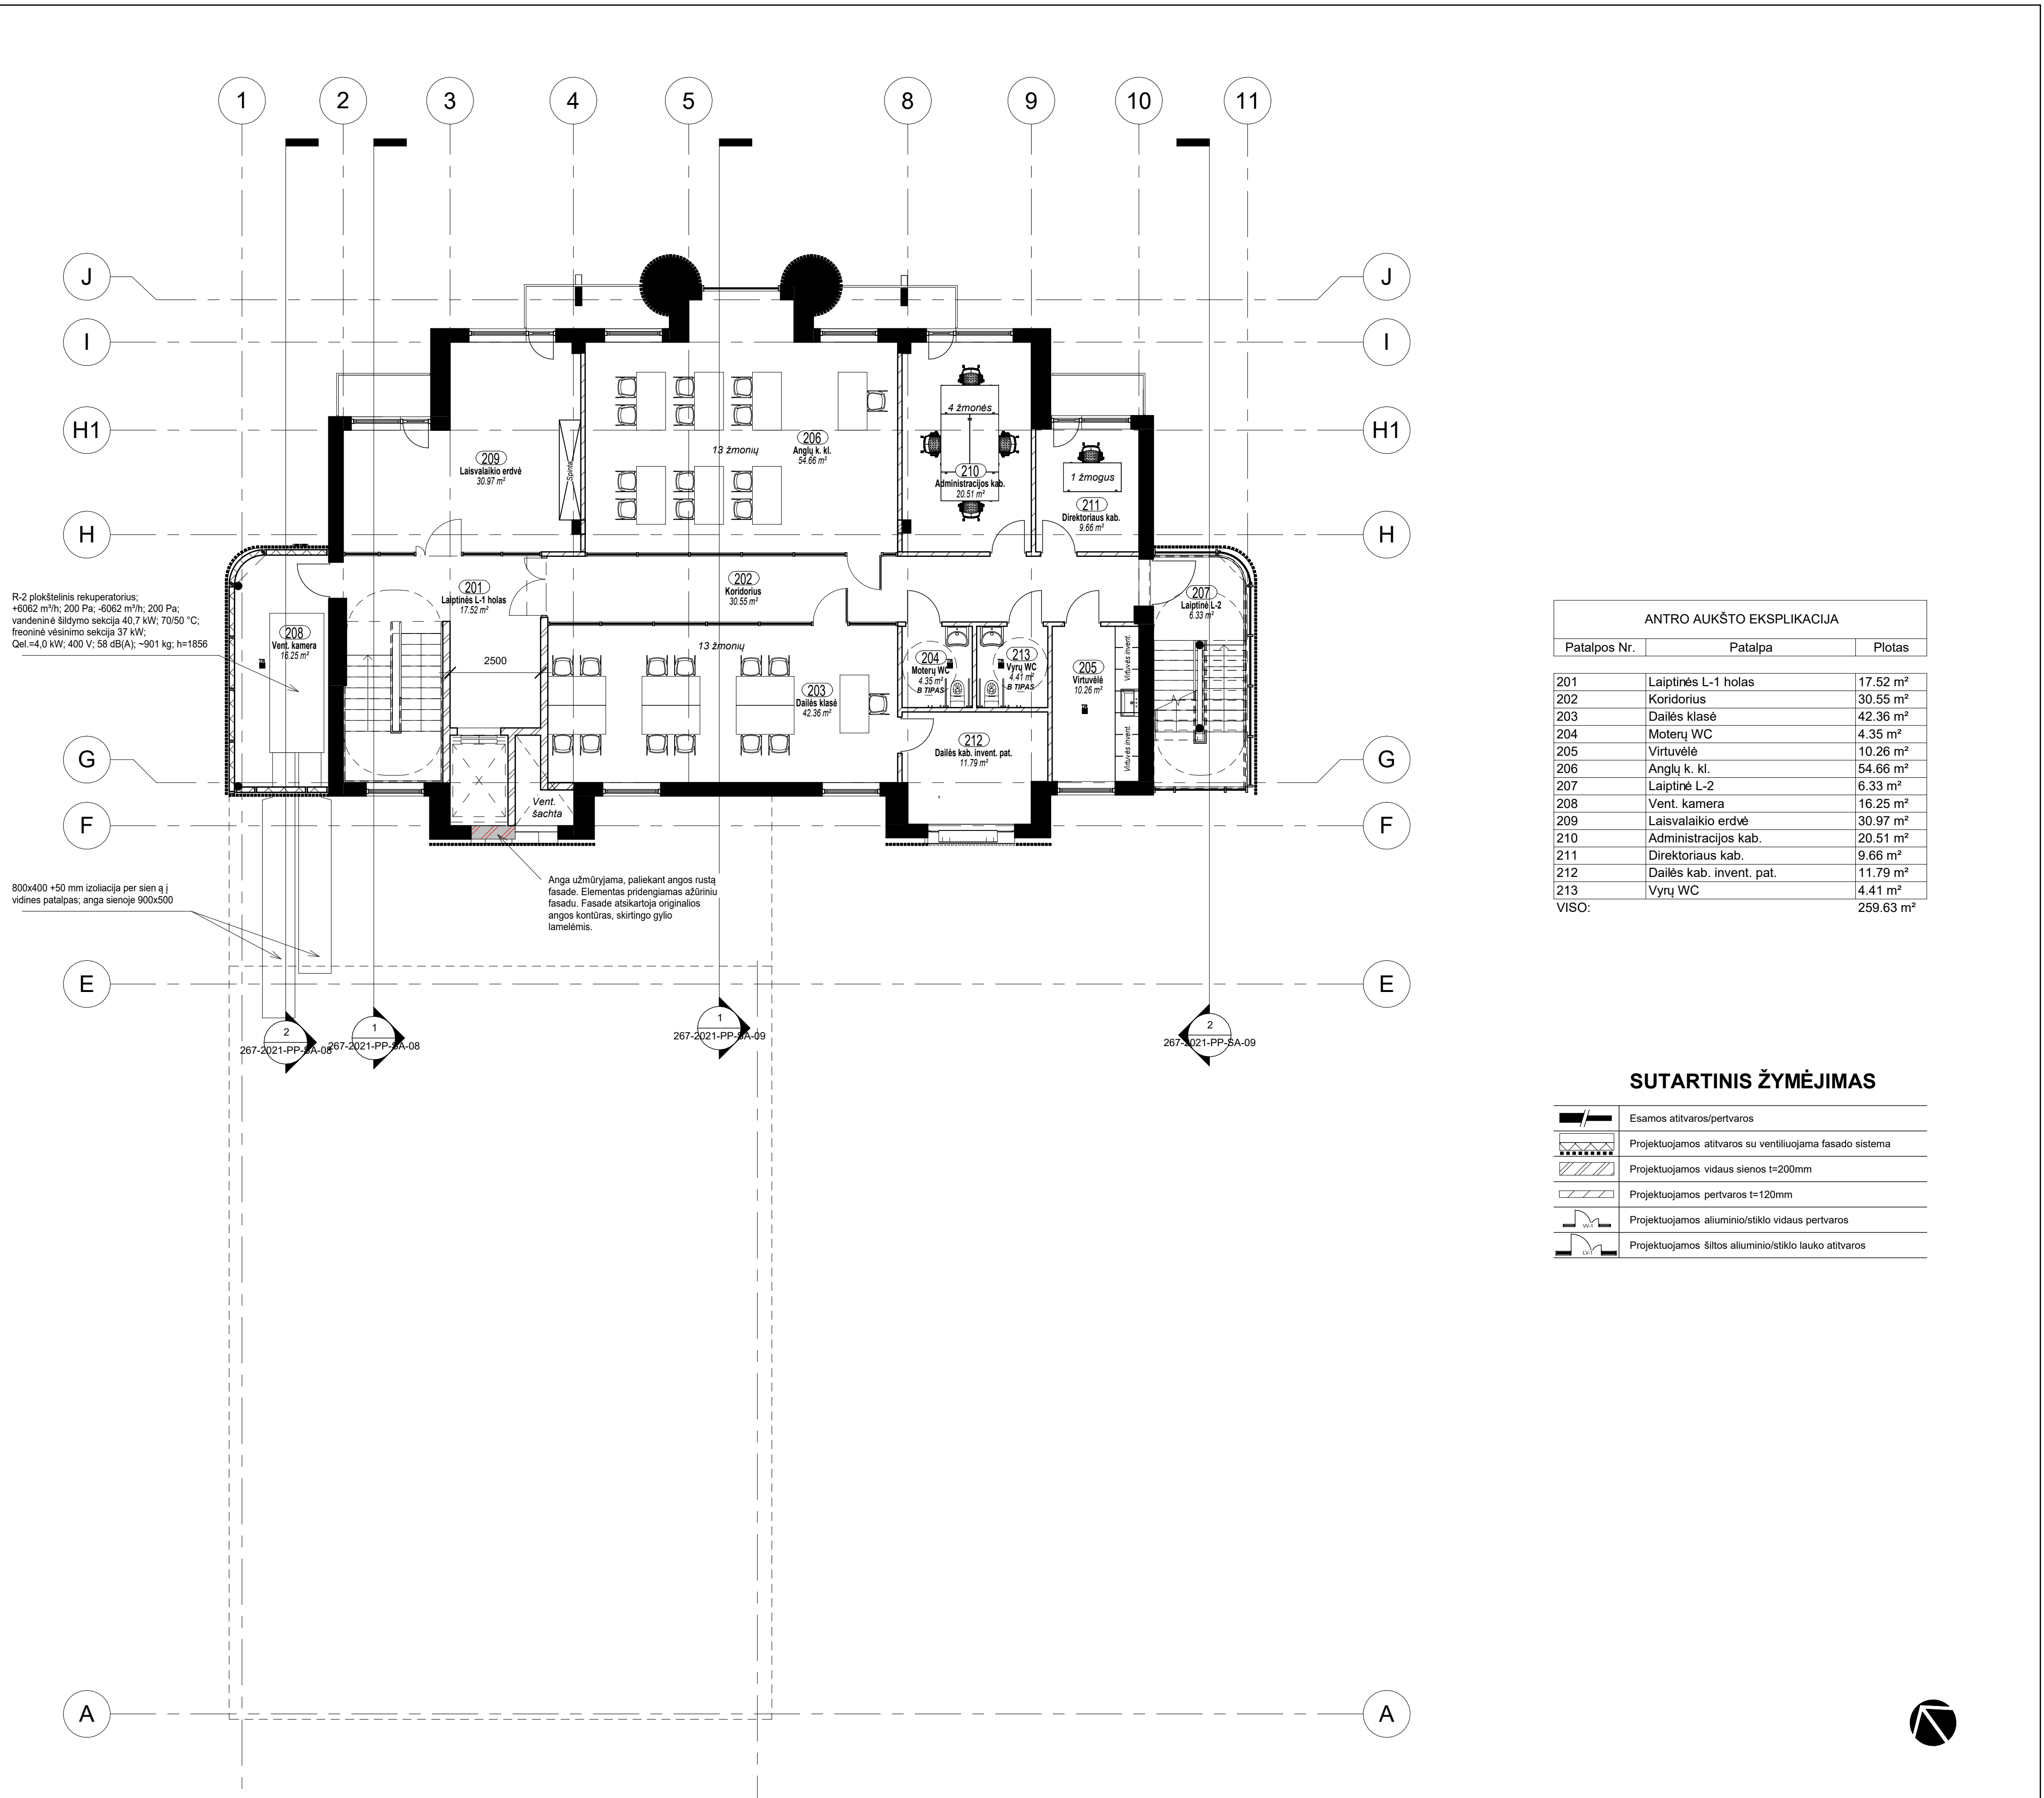 1 2 3 4 5 8 9 10 11
J J
I I
H1 H1
H H
G G
F F
E E
A A
4 žmonės
206
Anglų k. kl.
54.66 m²
13 žmonių
209
Laisvalaikio erdvė
30.97 m²
Spinta
210
Administracijos kab.
20.51 m²
1 žmogus
211
Direktoriaus kab.
9.66 m²
R-2 plokštelinis rekuperatorius;
+6062 m³/h; 200 Pa; -6062 m³/h; 200 Pa;
vandeninė šildymo sekcija 40,7 kW; 70/50 °C;
freoninė vėsinimo sekcija 37 kW;
Qel.=4,0 kW; 400 V; 58 dB(A); ~901 kg; h=1856
201
Laiptinės L-1 holas
17.52 m²
202
Koridorius
30.55 m²
207
Laiptinė L-2
6.33 m²
208
Vent. kamera
16.25 m²
2500
13 žmonių
203
Dailės klasė
42.36 m²
204
Moterų WC
4.35 m²
B TIPAS
213
Vyrų WC
4.41 m²
B TIPAS
205
Virtuvėlė
10.26 m²
Virtuvės invent.
Virtuvės invent.
212
Dailės kab. invent. pat.
11.79 m²
Vent.
šachta
Anga užmūryjama, paliekant angos rustą
fasade. Elementas pridengiamas ažūriniu
fasadu. Fasade atsikartoja originalios
angos kontūras, skirtingo gylio
lamelėmis.
800x400 +50 mm izoliacija per sien ą į
vidines patalpas; anga sienoje 900x500
2
267-2021-PP-SA-08
1
267-2021-PP-SA-08
1
267-2021-PP-SA-09
2
267-2021-PP-SA-09
ANTRO AUKŠTO EKSPLIKACIJA
Patalpos Nr. Patalpa Plotas
201 Laiptinės L-1 holas 17.52 m²
202 Koridorius 30.55 m²
203 Dailės klasė 42.36 m²
204 Moterų WC 4.35 m²
205 Virtuvėlė 10.26 m²
206 Anglų k. kl. 54.66 m²
207 Laiptinė L-2 6.33 m²
208 Vent. kamera 16.25 m²
209 Laisvalaikio erdvė 30.97 m²
210 Administracijos kab. 20.51 m²
211 Direktoriaus kab. 9.66 m²
212 Dailės kab. invent. pat. 11.79 m²
213 Vyrų WC 4.41 m²
VISO: 259.63 m²
SUTARTINIS ŽYMĖJIMAS
Esamos atitvaros/pertvaros
Projektuojamos atitvaros su ventiliuojama fasado sistema
Projektuojamos vidaus sienos t=200mm
Projektuojamos pertvaros t=120mm
VV-1 Projektuojamos aliuminio/stiklo vidaus pertvaros
LV-1 Projektuojamos šiltos aliuminio/stiklo lauko atitvaros